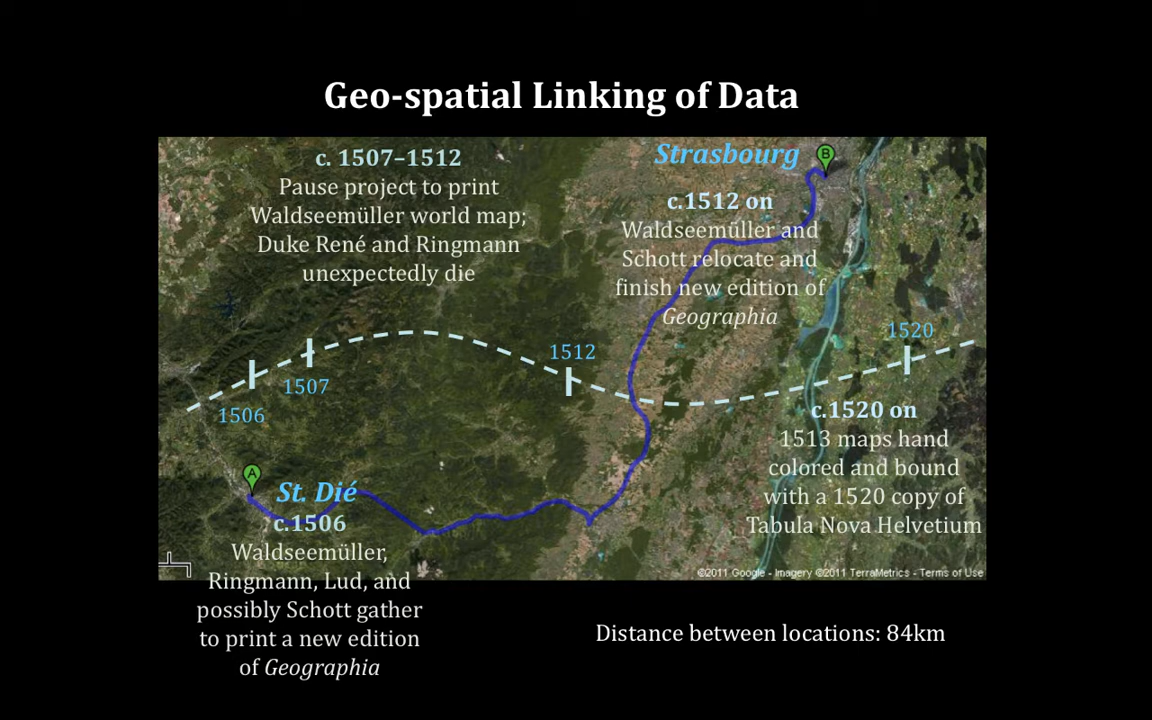 Geo-spatial Linking of Data
c. 1507–1512
Pause project to print
Waldseemüller world map;
Duke René and Ringmann
unexpectedly die
Strasbourg
B
c.1512 on
Waldseemüller and
Schott relocate and
finish new edition of
Geographia
1506
1507
1512
1520
c.1520 on
1513 maps hand
colored and bound
with a 1520 copy of
Tabula Nova Helvetium
A
St. Dié
c.1506
Waldseemüller,
Ringmann, Lud, and
possibly Schott gather
to print a new edition
of Geographia
©2011 Google - Imagery ©2011 TerraMetrics - Terms of Use
Distance between locations: 84km